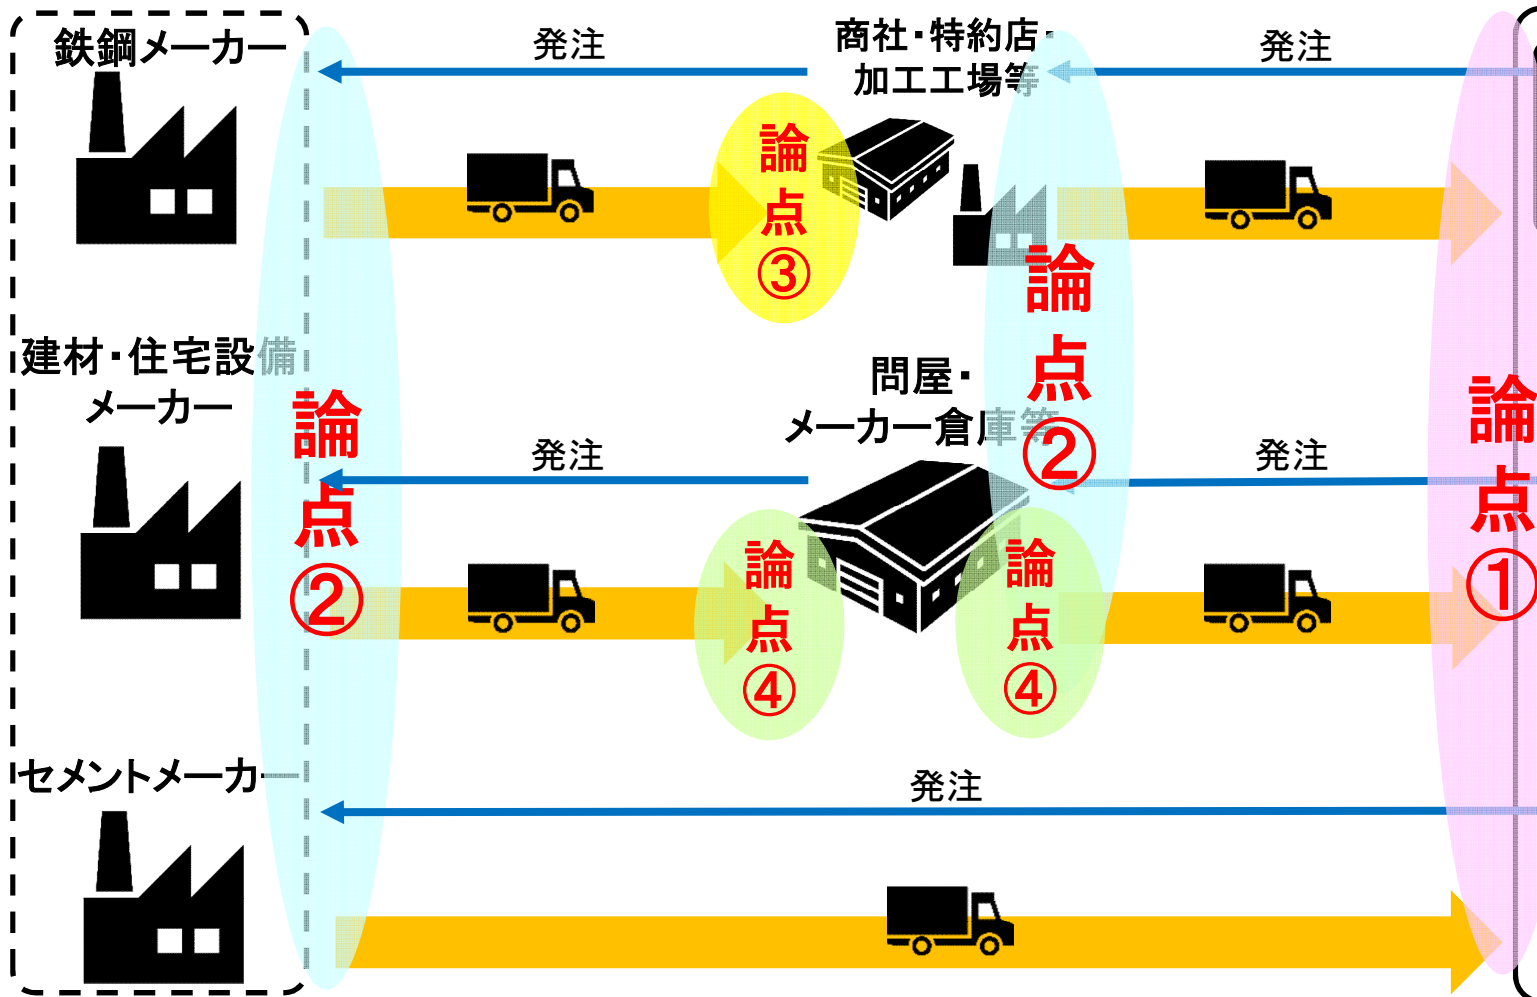 鉄鋼メーカー
発注
商社・特約店・
加工工場等
発注
論点③
論点②
建材・住宅設備
メーカー
論点②
発注
問屋・
メーカー倉庫等
発注
論点①
論点④
論点④
セメントメーカー
発注